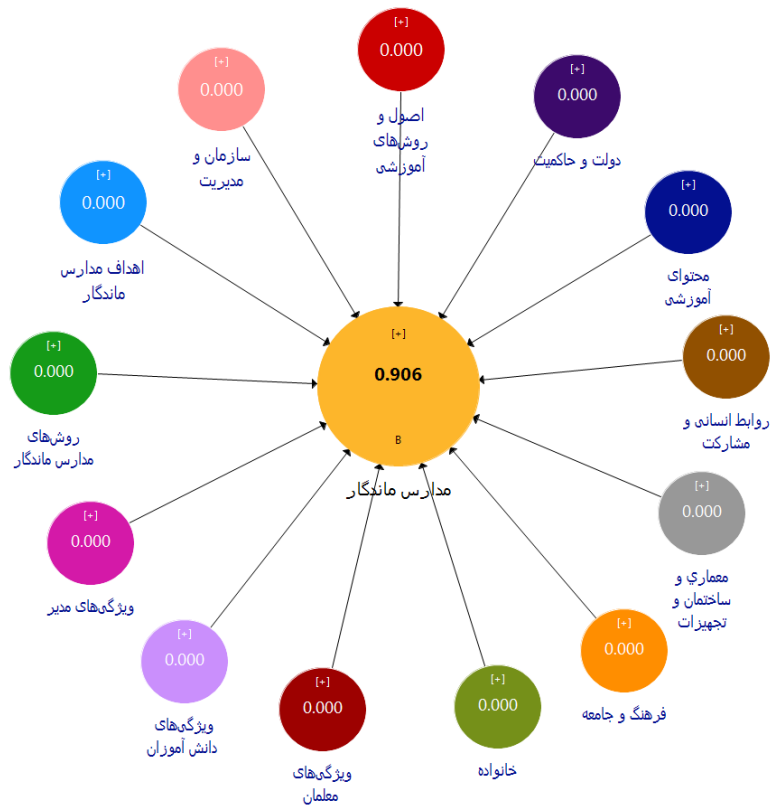 [+]
0.000
اصول و
روش‌های
آموزشی
[+]
0.000
دولت و حاکمیت
[+]
0.000
سازمان و
مدیریت
[+]
0.000
محتوای
آموزشی
[+]
0.000
اهداف مدارس
ماندگار
[+]
0.000
روابط انسانی و
مشارکت
[+]
0.000
روش‌های
مدارس ماندگار
[+]
0.906
B
مدارس ماندگار
[+]
0.000
معماري و
ساختمان و
تجهیزات
[+]
0.000
ویژگی‌های مدیر
[+]
0.000
فرهنگ و جامعه
[+]
0.000
ویژگی‌های
دانش آموزان
[+]
0.000
خانواده
[+]
0.000
ویژگی‌های
معلمان